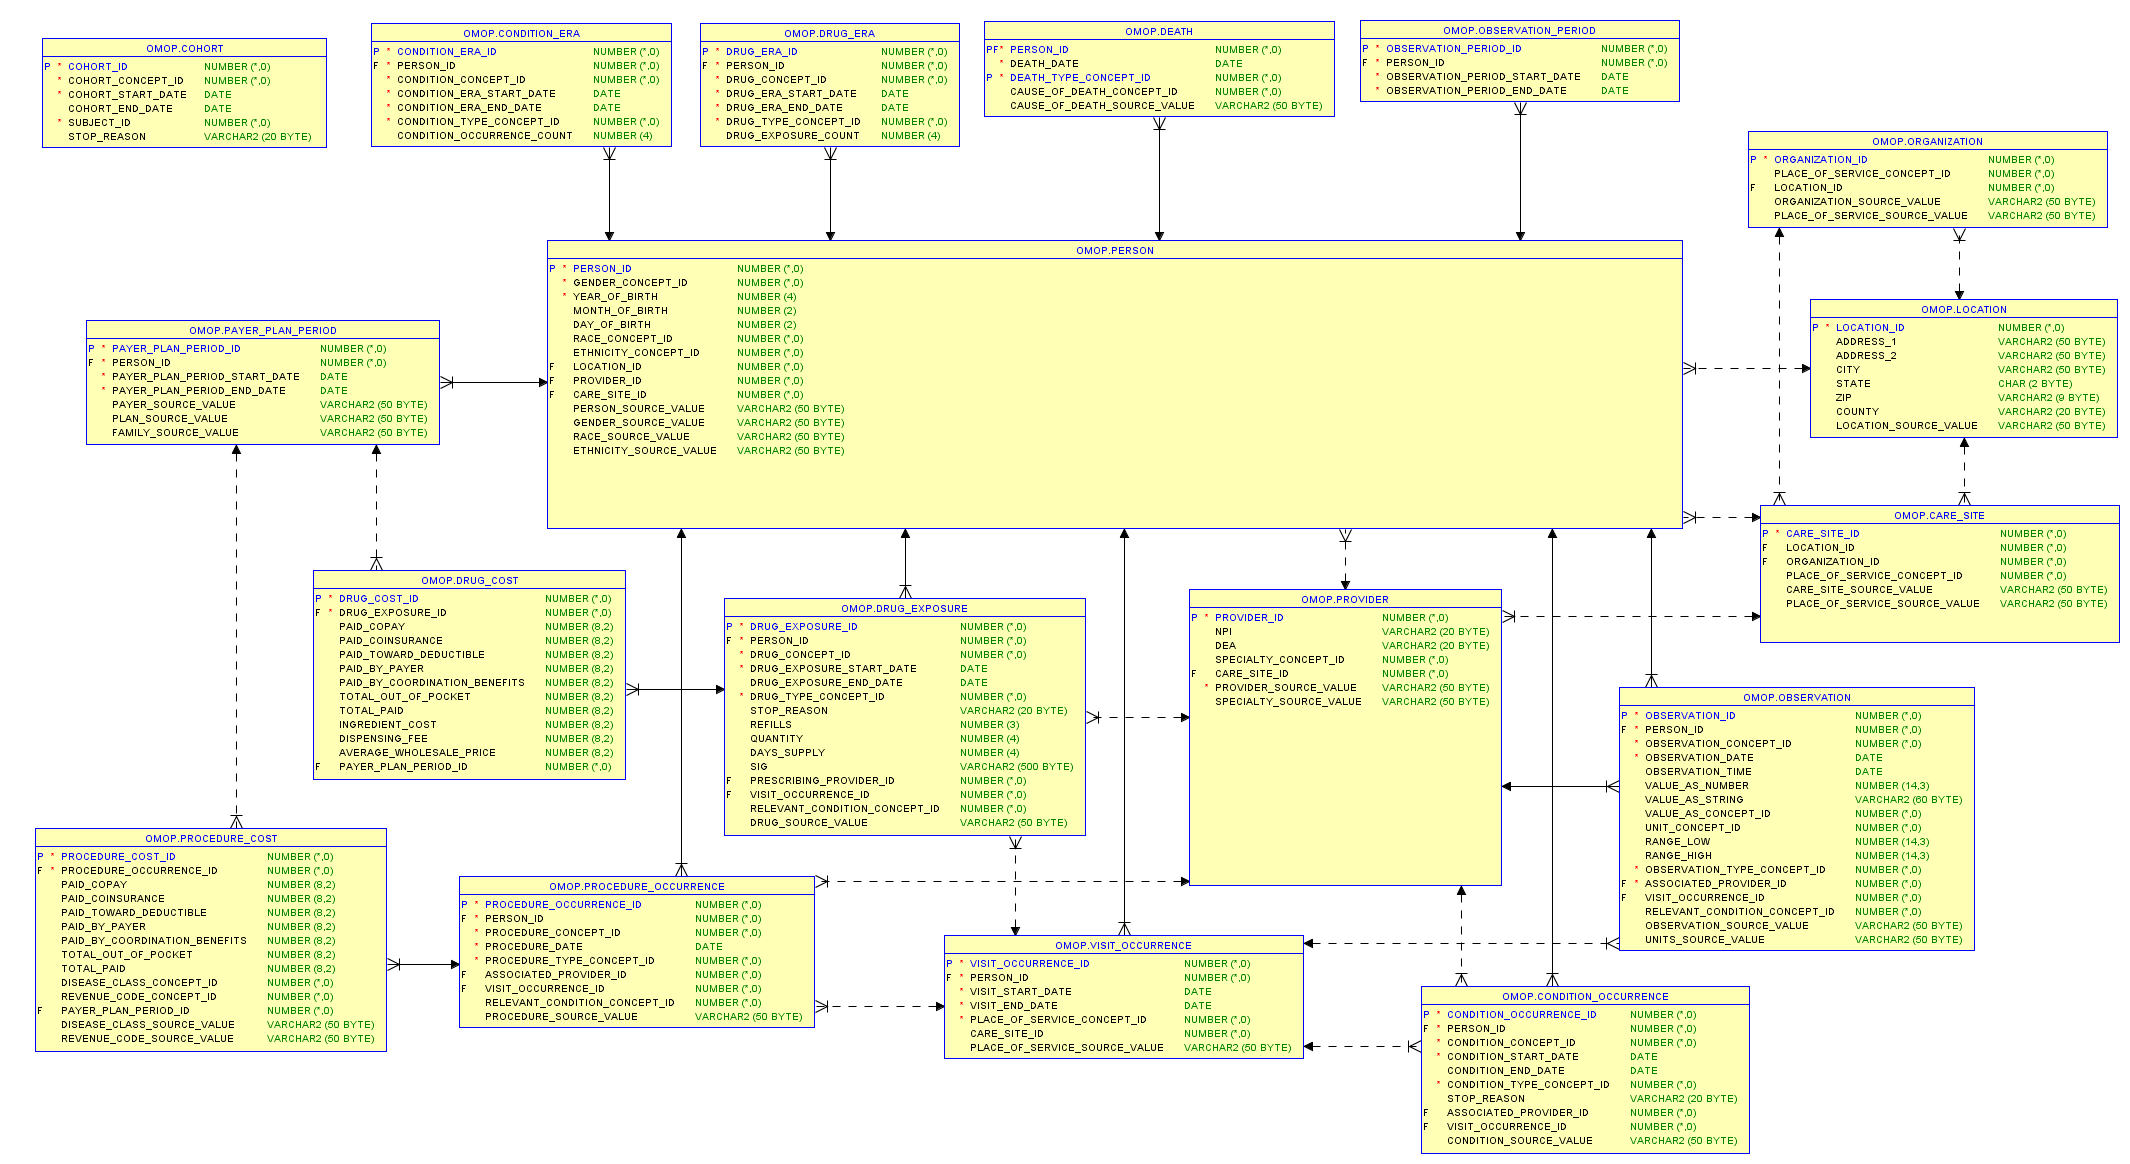 OMOP.COHORT
P * COHORT_ID NUMBER (*,0)
* COHORT_CONCEPT_ID NUMBER (*,0)
* COHORT_START_DATE DATE
COHORT_END_DATE DATE
* SUBJECT_ID NUMBER (*,0)
STOP_REASON VARCHAR2 (20 BYTE)
OMOP.CONDITION_ERA
P * CONDITION_ERA_ID NUMBER (*,0)
F * PERSON_ID NUMBER (*,0)
* CONDITION_CONCEPT_ID NUMBER (*,0)
* CONDITION_ERA_START_DATE DATE
* CONDITION_ERA_END_DATE DATE
* CONDITION_TYPE_CONCEPT_ID NUMBER (*,0)
CONDITION_OCCURRENCE_COUNT NUMBER (4)
OMOP.DRUG_ERA
P * DRUG_ERA_ID NUMBER (*,0)
F * PERSON_ID NUMBER (*,0)
* DRUG_CONCEPT_ID NUMBER (*,0)
* DRUG_ERA_START_DATE DATE
* DRUG_ERA_END_DATE DATE
* DRUG_TYPE_CONCEPT_ID NUMBER (*,0)
DRUG_EXPOSURE_COUNT NUMBER (4)
OMOP.DEATH
PF* PERSON_ID NUMBER (*,0)
* DEATH_DATE DATE
P * DEATH_TYPE_CONCEPT_ID NUMBER (*,0)
CAUSE_OF_DEATH_CONCEPT_ID NUMBER (*,0)
CAUSE_OF_DEATH_SOURCE_VALUE VARCHAR2 (50 BYTE)
OMOP.OBSERVATION_PERIOD
P * OBSERVATION_PERIOD_ID NUMBER (*,0)
F * PERSON_ID NUMBER (*,0)
* OBSERVATION_PERIOD_START_DATE DATE
* OBSERVATION_PERIOD_END_DATE DATE
OMOP.ORGANIZATION
P * ORGANIZATION_ID NUMBER (*,0)
PLACE_OF_SERVICE_CONCEPT_ID NUMBER (*,0)
F LOCATION_ID NUMBER (*,0)
ORGANIZATION_SOURCE_VALUE VARCHAR2 (50 BYTE)
PLACE_OF_SERVICE_SOURCE_VALUE VARCHAR2 (50 BYTE)
OMOP.PERSON
P * PERSON_ID NUMBER (*,0)
* GENDER_CONCEPT_ID NUMBER (*,0)
* YEAR_OF_BIRTH NUMBER (4)
MONTH_OF_BIRTH NUMBER (2)
DAY_OF_BIRTH NUMBER (2)
RACE_CONCEPT_ID NUMBER (*,0)
ETHNICITY_CONCEPT_ID NUMBER (*,0)
F LOCATION_ID NUMBER (*,0)
F PROVIDER_ID NUMBER (*,0)
F CARE_SITE_ID NUMBER (*,0)
PERSON_SOURCE_VALUE VARCHAR2 (50 BYTE)
GENDER_SOURCE_VALUE VARCHAR2 (50 BYTE)
RACE_SOURCE_VALUE VARCHAR2 (50 BYTE)
ETHNICITY_SOURCE_VALUE VARCHAR2 (50 BYTE)
OMOP.LOCATION
P * LOCATION_ID NUMBER (*,0)
ADDRESS_1 VARCHAR2 (50 BYTE)
ADDRESS_2 VARCHAR2 (50 BYTE)
CITY VARCHAR2 (50 BYTE)
STATE CHAR (2 BYTE)
ZIP VARCHAR2 (9 BYTE)
COUNTY VARCHAR2 (20 BYTE)
LOCATION_SOURCE_VALUE VARCHAR2 (50 BYTE)
OMOP.PAYER_PLAN_PERIOD
P * PAYER_PLAN_PERIOD_ID NUMBER (*,0)
F * PERSON_ID NUMBER (*,0)
* PAYER_PLAN_PERIOD_START_DATE DATE
* PAYER_PLAN_PERIOD_END_DATE DATE
PAYER_SOURCE_VALUE VARCHAR2 (50 BYTE)
PLAN_SOURCE_VALUE VARCHAR2 (50 BYTE)
FAMILY_SOURCE_VALUE VARCHAR2 (50 BYTE)
OMOP.CARE_SITE
P * CARE_SITE_ID NUMBER (*,0)
F LOCATION_ID NUMBER (*,0)
F ORGANIZATION_ID NUMBER (*,0)
PLACE_OF_SERVICE_CONCEPT_ID NUMBER (*,0)
CARE_SITE_SOURCE_VALUE VARCHAR2 (50 BYTE)
PLACE_OF_SERVICE_SOURCE_VALUE VARCHAR2 (50 BYTE)
OMOP.DRUG_COST
P * DRUG_COST_ID NUMBER (*,0)
F * DRUG_EXPOSURE_ID NUMBER (*,0)
PAID_COPAY NUMBER (8,2)
PAID_COINSURANCE NUMBER (8,2)
PAID_TOWARD_DEDUCTIBLE NUMBER (8,2)
PAID_BY_PAYER NUMBER (8,2)
PAID_BY_COORDINATION_BENEFITS NUMBER (8,2)
TOTAL_OUT_OF_POCKET NUMBER (8,2)
TOTAL_PAID NUMBER (8,2)
INGREDIENT_COST NUMBER (8,2)
DISPENSING_FEE NUMBER (8,2)
AVERAGE_WHOLESALE_PRICE NUMBER (8,2)
F PAYER_PLAN_PERIOD_ID NUMBER (*,0)
OMOP.DRUG_EXPOSURE
P * DRUG_EXPOSURE_ID NUMBER (*,0)
F * PERSON_ID NUMBER (*,0)
* DRUG_CONCEPT_ID NUMBER (*,0)
* DRUG_EXPOSURE_START_DATE DATE
DRUG_EXPOSURE_END_DATE DATE
* DRUG_TYPE_CONCEPT_ID NUMBER (*,0)
STOP_REASON VARCHAR2 (20 BYTE)
REFILLS NUMBER (3)
QUANTITY NUMBER (4)
DAYS_SUPPLY NUMBER (4)
SIG VARCHAR2 (500 BYTE)
F PRESCRIBING_PROVIDER_ID NUMBER (*,0)
F VISIT_OCCURRENCE_ID NUMBER (*,0)
RELEVANT_CONDITION_CONCEPT_ID NUMBER (*,0)
DRUG_SOURCE_VALUE VARCHAR2 (50 BYTE)
OMOP.PROVIDER
P * PROVIDER_ID NUMBER (*,0)
NPI VARCHAR2 (20 BYTE)
DEA VARCHAR2 (20 BYTE)
SPECIALTY_CONCEPT_ID NUMBER (*,0)
F CARE_SITE_ID NUMBER (*,0)
* PROVIDER_SOURCE_VALUE VARCHAR2 (50 BYTE)
SPECIALTY_SOURCE_VALUE VARCHAR2 (50 BYTE)
OMOP.OBSERVATION
P * OBSERVATION_ID NUMBER (*,0)
F * PERSON_ID NUMBER (*,0)
* OBSERVATION_CONCEPT_ID NUMBER (*,0)
* OBSERVATION_DATE DATE
OBSERVATION_TIME DATE
VALUE_AS_NUMBER NUMBER (14,3)
VALUE_AS_STRING VARCHAR2 (60 BYTE)
VALUE_AS_CONCEPT_ID NUMBER (*,0)
UNIT_CONCEPT_ID NUMBER (*,0)
RANGE_LOW NUMBER (14,3)
RANGE_HIGH NUMBER (14,3)
* OBSERVATION_TYPE_CONCEPT_ID NUMBER (*,0)
F * ASSOCIATED_PROVIDER_ID NUMBER (*,0)
F VISIT_OCCURRENCE_ID NUMBER (*,0)
RELEVANT_CONDITION_CONCEPT_ID NUMBER (*,0)
OBSERVATION_SOURCE_VALUE VARCHAR2 (50 BYTE)
UNITS_SOURCE_VALUE VARCHAR2 (50 BYTE)
OMOP.PROCEDURE_COST
P * PROCEDURE_COST_ID NUMBER (*,0)
F * PROCEDURE_OCCURRENCE_ID NUMBER (*,0)
PAID_COPAY NUMBER (8,2)
PAID_COINSURANCE NUMBER (8,2)
PAID_TOWARD_DEDUCTIBLE NUMBER (8,2)
PAID_BY_PAYER NUMBER (8,2)
PAID_BY_COORDINATION_BENEFITS NUMBER (8,2)
TOTAL_OUT_OF_POCKET NUMBER (8,2)
TOTAL_PAID NUMBER (8,2)
DISEASE_CLASS_CONCEPT_ID NUMBER (*,0)
REVENUE_CODE_CONCEPT_ID NUMBER (*,0)
F PAYER_PLAN_PERIOD_ID NUMBER (*,0)
DISEASE_CLASS_SOURCE_VALUE VARCHAR2 (50 BYTE)
REVENUE_CODE_SOURCE_VALUE VARCHAR2 (50 BYTE)
OMOP.PROCEDURE_OCCURRENCE
P * PROCEDURE_OCCURRENCE_ID NUMBER (*,0)
F * PERSON_ID NUMBER (*,0)
* PROCEDURE_CONCEPT_ID NUMBER (*,0)
* PROCEDURE_DATE DATE
* PROCEDURE_TYPE_CONCEPT_ID NUMBER (*,0)
F ASSOCIATED_PROVIDER_ID NUMBER (*,0)
F VISIT_OCCURRENCE_ID NUMBER (*,0)
RELEVANT_CONDITION_CONCEPT_ID NUMBER (*,0)
PROCEDURE_SOURCE_VALUE VARCHAR2 (50 BYTE)
OMOP.VISIT_OCCURRENCE
P * VISIT_OCCURRENCE_ID NUMBER (*,0)
F * PERSON_ID NUMBER (*,0)
* VISIT_START_DATE DATE
* VISIT_END_DATE DATE
* PLACE_OF_SERVICE_CONCEPT_ID NUMBER (*,0)
CARE_SITE_ID NUMBER (*,0)
PLACE_OF_SERVICE_SOURCE_VALUE VARCHAR2 (50 BYTE)
OMOP.CONDITION_OCCURRENCE
P * CONDITION_OCCURRENCE_ID NUMBER (*,0)
F * PERSON_ID NUMBER (*,0)
* CONDITION_CONCEPT_ID NUMBER (*,0)
* CONDITION_START_DATE DATE
CONDITION_END_DATE DATE
* CONDITION_TYPE_CONCEPT_ID NUMBER (*,0)
STOP_REASON VARCHAR2 (20 BYTE)
F ASSOCIATED_PROVIDER_ID NUMBER (*,0)
F VISIT_OCCURRENCE_ID NUMBER (*,0)
CONDITION_SOURCE_VALUE VARCHAR2 (50 BYTE)